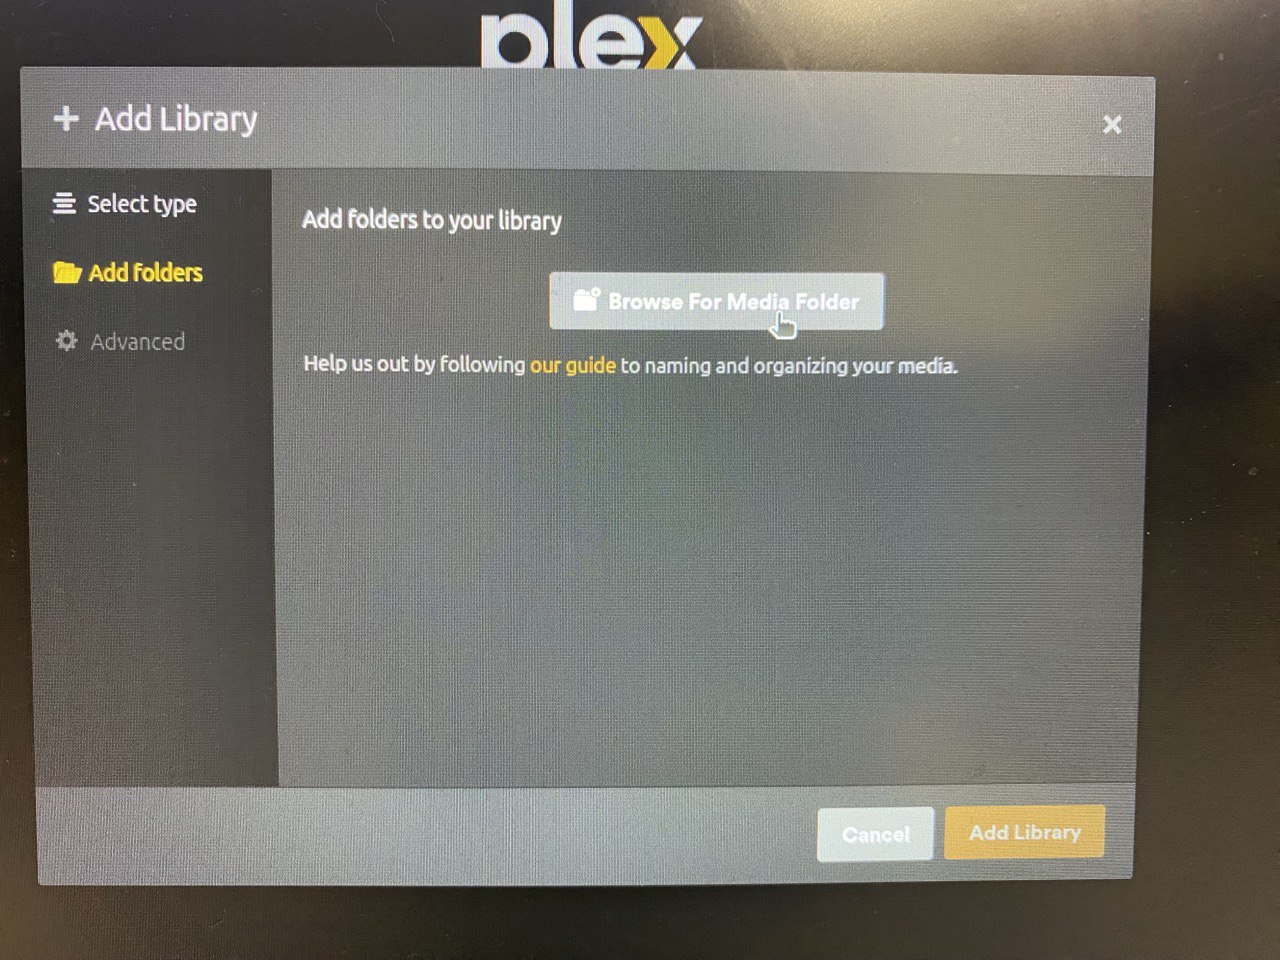 plex
Add Library
Select type
Add folders
Advanced
Add folders to your library
Browse For Media Folder
Help us out by following our guide to naming and organizing your media.
Cancel
Add Library